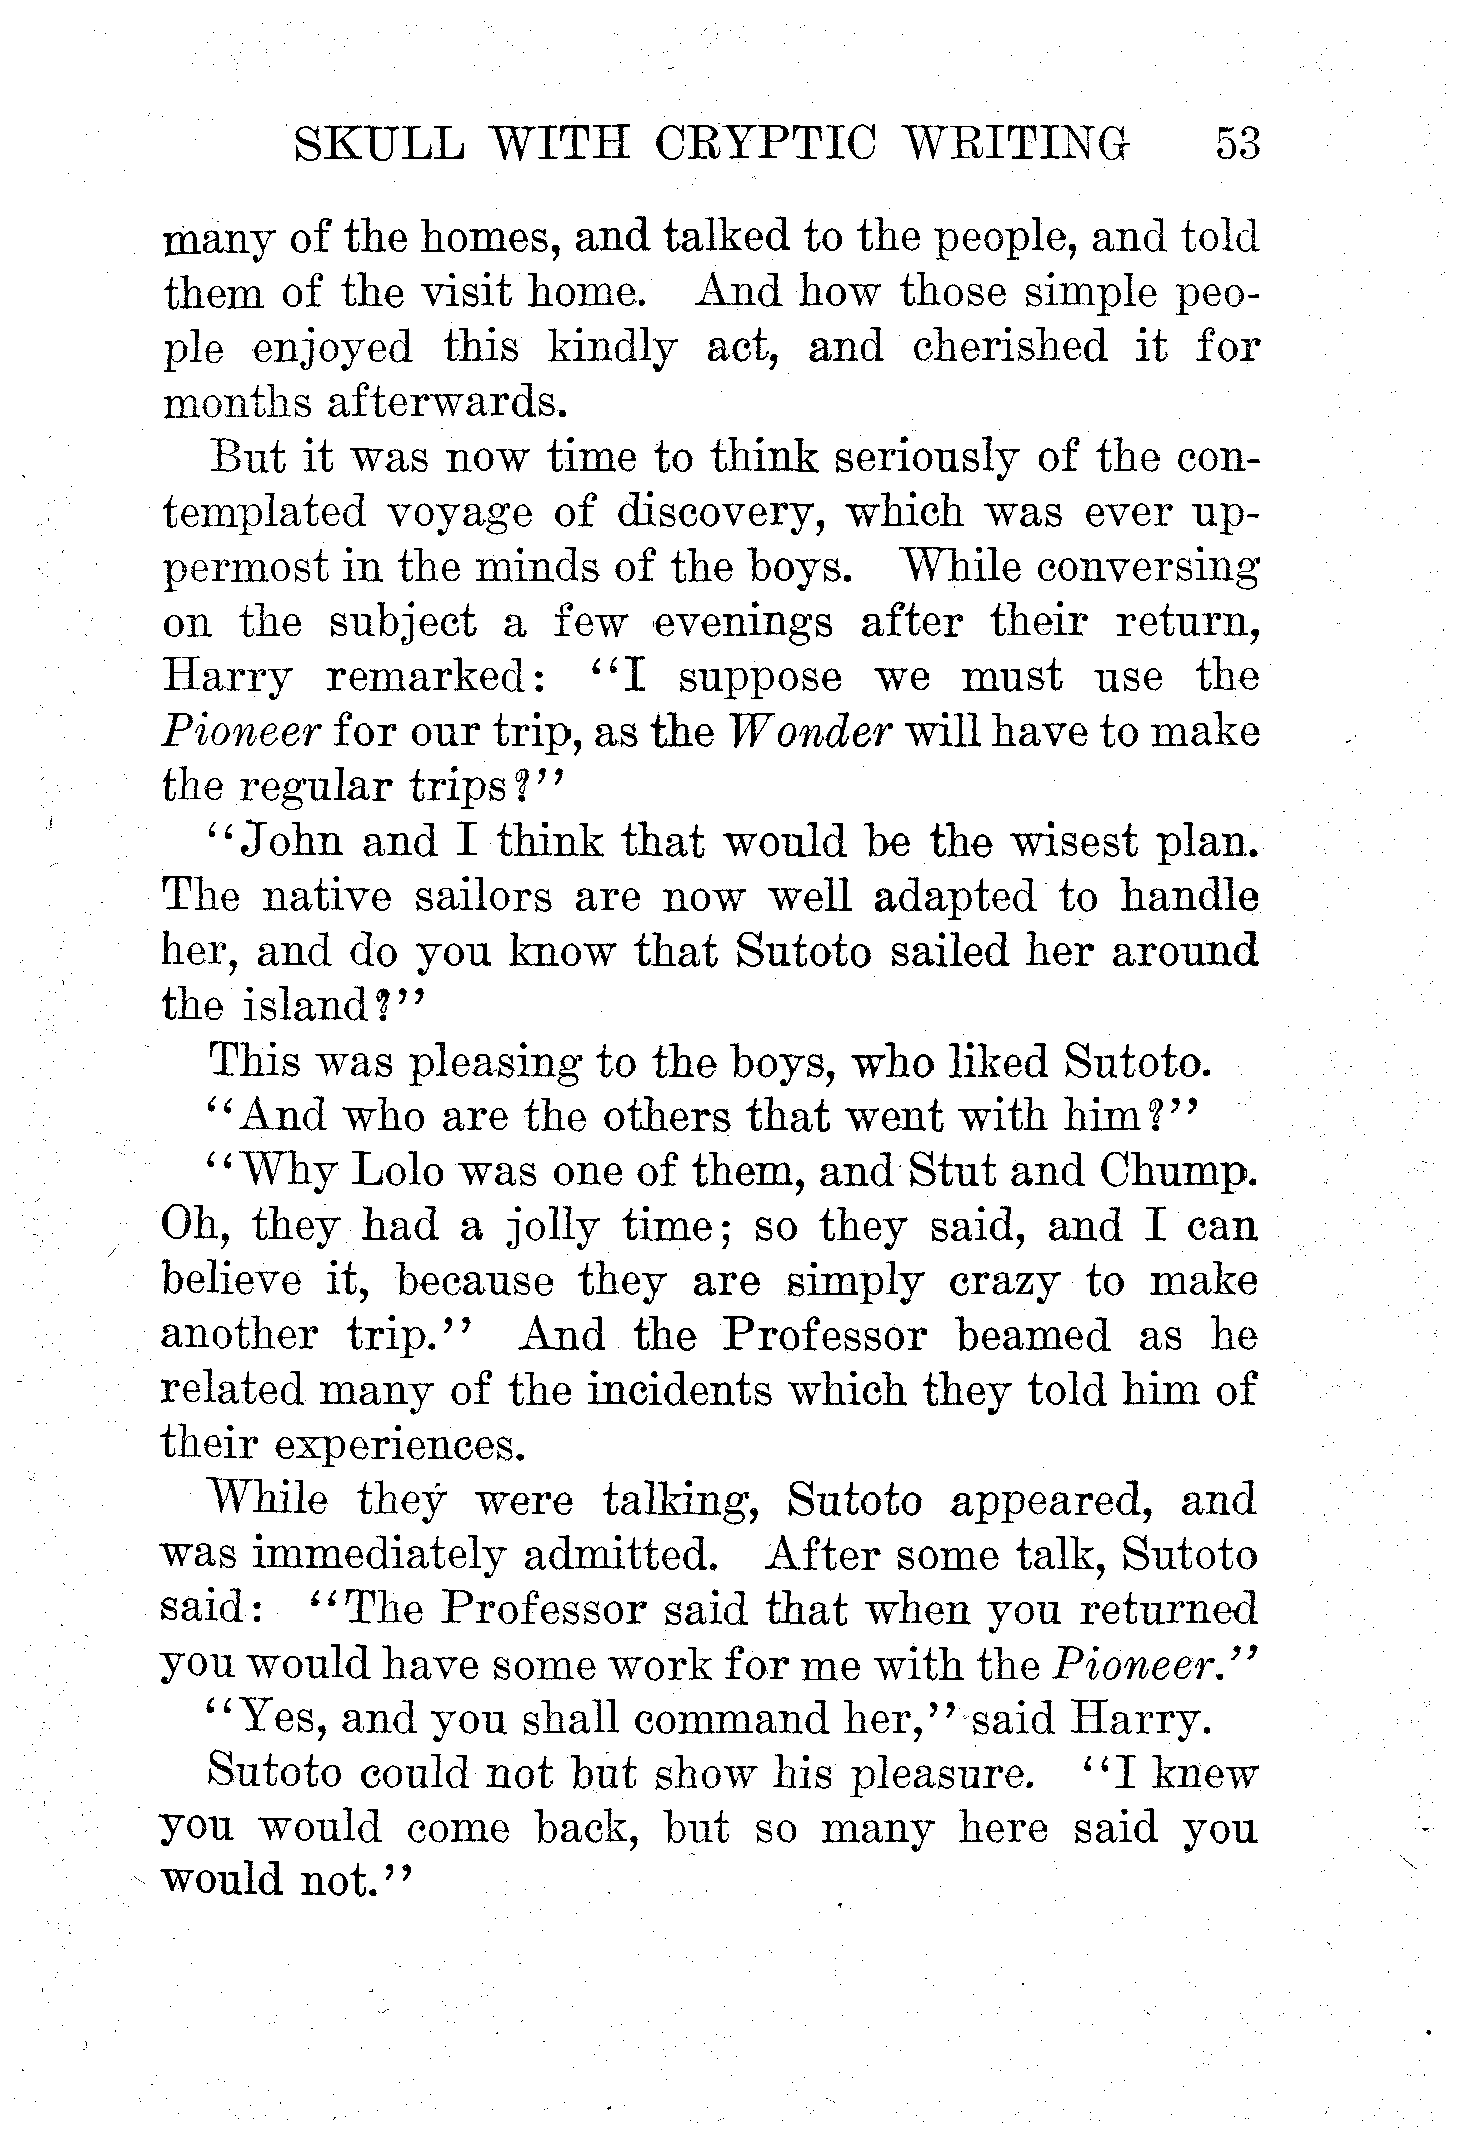 SKULL WITH CRYPTIC WRITING 53
many of the homes, and talked to the people, and told
them of the visit home. And how those simple peo-
ple enjoyed this kindly act, and cherished it for
months afterwards.
But it was now time to think seriously of the con-
templated voyage of discovery, which was ever up-
permost in the minds of the boys. While conversing
on the subject a few evenings after their return,
Harry remarked: “I suppose we must use the
Pioneer for our trip, as the Wonder will have to make
the regular trips?”
“John and I think that would be the wisest plan.
The native sailors are now well adapted to handle
her, and do you know that Sutoto sailed her around
the island?”
This was pleasing to the boys, who liked Sutoto.
“And who are the others that went with him?”
“Why Lolo was one of them, and Stut and Chump.
Oh, they had a jolly time; so they said, and I can
believe it, because they are simply crazy to make
another trip.” And the Professor beamed as he
related many of the incidents which they told him of
their experiences.
While they were talking, Sutoto appeared, and
was immediately admitted. After some talk, Sutoto
said: “The Professor said that when you returned
you would have some work for me with the Pioneer.”
“Yes, and you shall command her,” said Harry.
Sutoto could not but show his pleasure. “I knew
you would come back, but so many here said you
would not.”